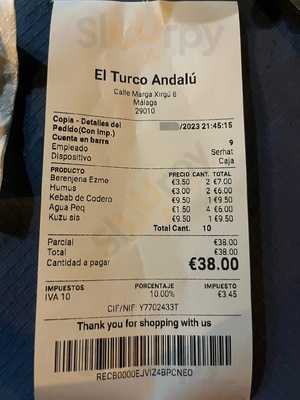 El Turco Andalú
Calle Marga Xirgú 6
Málaga
29010
Copia - Detalles del
Pedido(Con Imp.) /2023 21:45:15
Cuenta en barra 9
Empleado Serhat
Dispositivo Caja
PRODUCTO PRECIO CANT. TOTAL
Berenjena Ezme €3.50 2 €7.00
Humus €3.00 2 €6.00
Kebab de Codero €9.50 1 €9.50
Agua Peq €1.50 4 €6.00
Kuzu sis €9.50 1 €9.50
Total Cant. 10
Parcial €38.00
Total €38.00
Cantidad a pagar €38.00
IMPUESTOS PORCENTAJE IMPUESTO
IVA 10 10.00% €3.45
CIF/NIF: Y7702433T
Thank you for shopping with us
RECB0000EJVIZ4BPCNEO